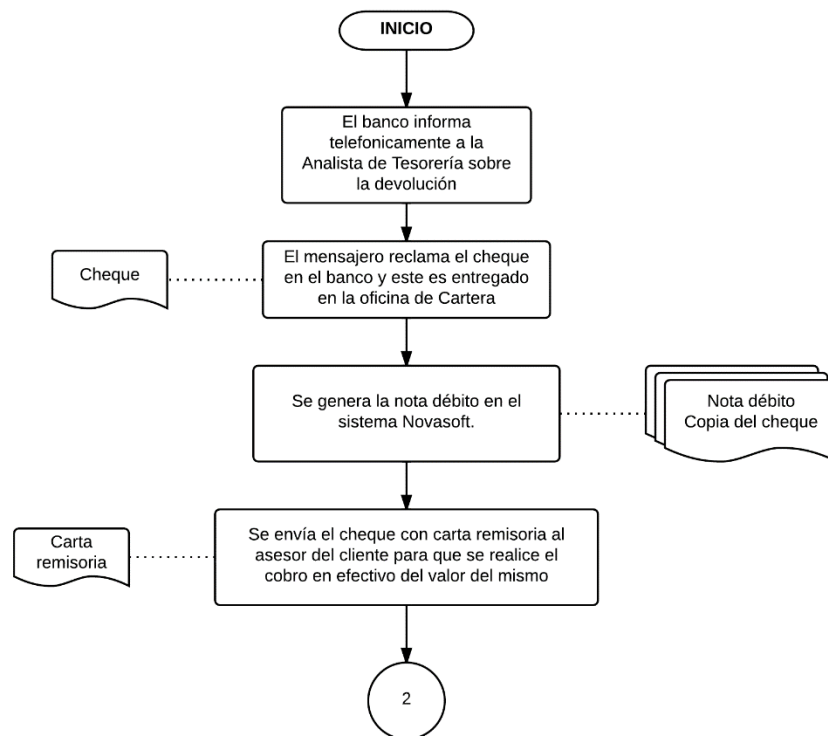 INICIO
El banco informa
telefonicamente a la
Analista de Tesorería sobre
la devolución
Cheque
El mensajero reclama el cheque
en el banco y este es entregado
en la oficina de Cartera
Se genera la nota débito en el
sistema Novasoft.
Nota débito
Copia del cheque
Carta
remisoria
Se envía el cheque con carta remisoria al
asesor del cliente para que se realice el
cobro en efectivo del valor del mismo
2